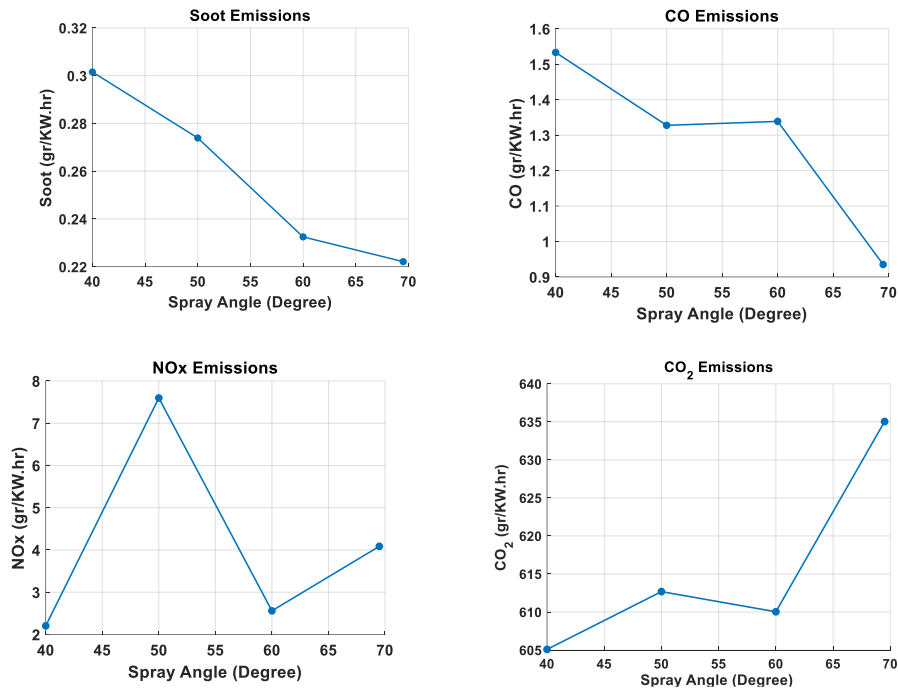 Soot Emissions
0.32
0.3
0.28
0.26
0.24
0.22
Soot (gr/KW.hr)
40 45 50 55 60 65 70
Spray Angle (Degree)
CO Emissions
1.6
1.5
1.4
1.3
1.2
1.1
1
0.9
CO (gr/KW.hr)
40 45 50 55 60 65 70
Spray Angle (Degree)
NOx Emissions
8
7
6
5
4
3
2
NOx (gr/KW.hr)
40 45 50 55 60 65 70
Spray Angle (Degree)
CO2 Emissions
640
635
630
625
620
615
610
605
CO2 (gr/KW.hr)
40 45 50 55 60 65 70
Spray Angle (Degree)